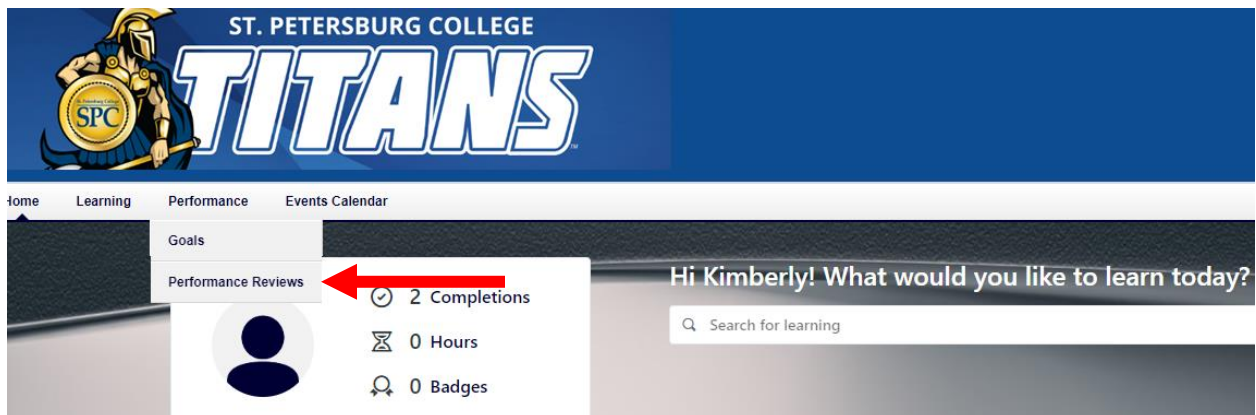 ST. PETERSBURG COLLEGE
TITANS
SPC
Home Learning Performance Events Calendar
Goals
Performance Reviews
2 Completions
0 Hours
0 Badges
Hi Kimberly! What would you like to learn today?
Search for learning